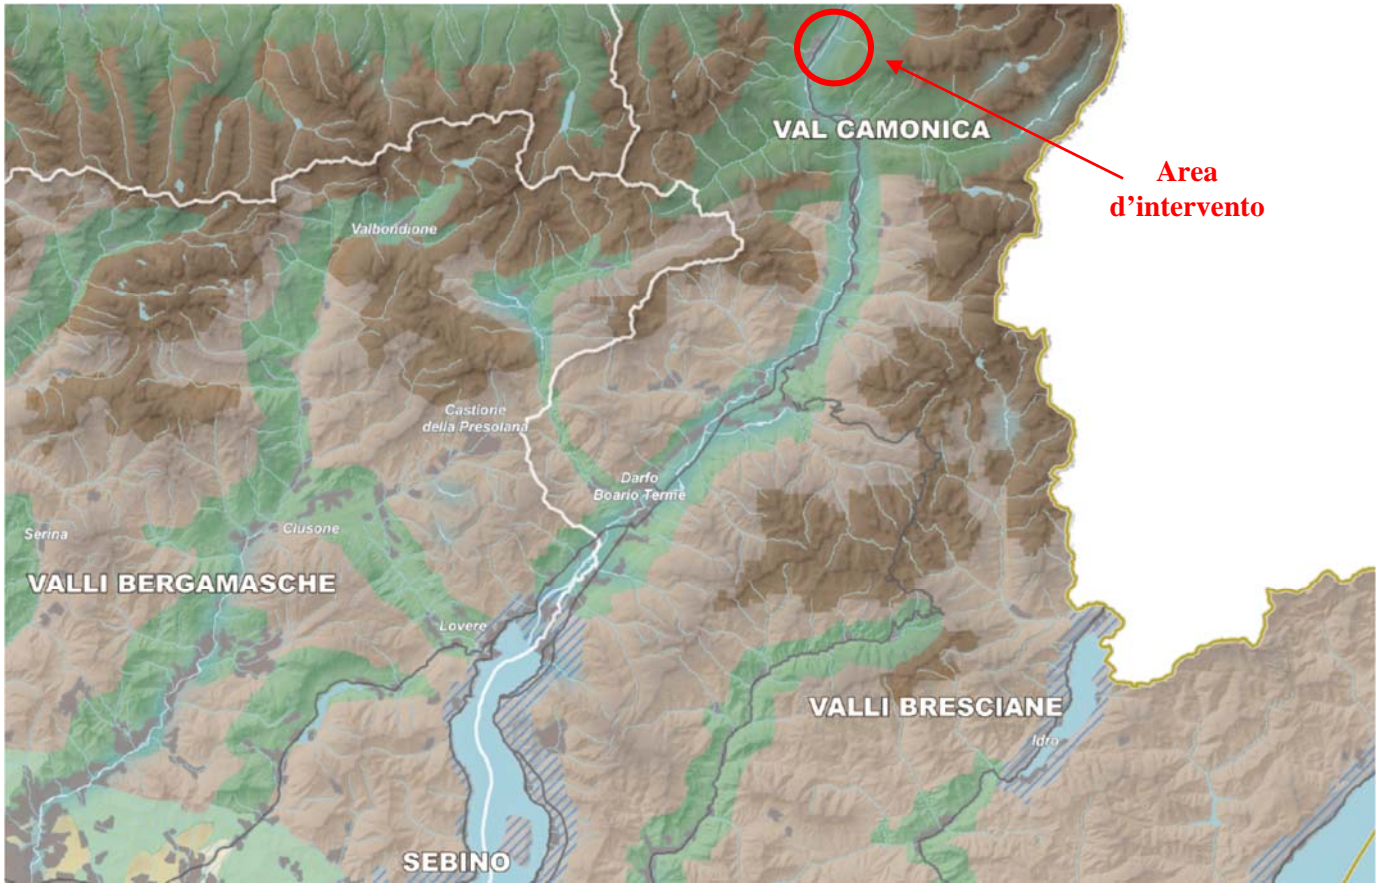 VAL CAMONICA
Area
d’intervento
Valbondione
Castione
della Presolana
Darfo
Boario Terme
Serina
Clusone
VALLI BERGAMASCHE
Lovere
VALLI BRESCIANE
Idro
SEBINO